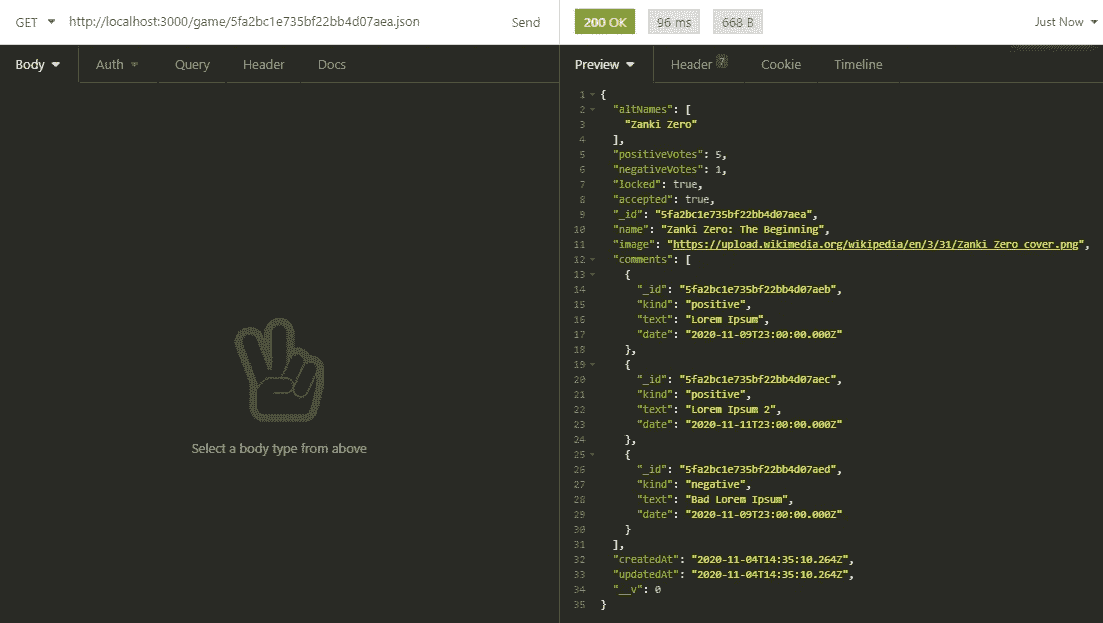 GET http://localhost:3000/game/5fa2bc1e735bf22bb4d07aea.json Send 200 OK 96 ms 668 B Just Now
Body Auth Query Header Docs Preview Header 7 Cookie Timeline
1 {
2 "altNames": [
3 "Zanki Zero"
4 ],
5 "positiveVotes": 5,
6 "negativeVotes": 1,
7 "locked": true,
8 "accepted": true,
9 "_id": "5fa2bc1e735bf22bb4d07aea",
10 "name": "Zanki Zero: The Beginning",
11 "image": "https://upload.wikimedia.org/wikipedia/en/3/31/Zanki_Zero_cover.png",
12 "comments": [
13 {
14 "_id": "5fa2bc1e735bf22bb4d07aeb",
15 "kind": "positive",
16 "text": "Lorem Ipsum",
17 "date": "2020-11-09T23:00:00.000Z"
18 },
19 {
20 "_id": "5fa2bc1e735bf22bb4d07aec",
21 "kind": "positive",
22 "text": "Lorem Ipsum 2",
23 "date": "2020-11-11T23:00:00.000Z"
24 },
25 {
26 "_id": "5fa2bc1e735bf22bb4d07aed",
27 "kind": "negative",
28 "text": "Bad Lorem Ipsum",
29 "date": "2020-11-09T23:00:00.000Z"
30 }
31 ],
32 "createdAt": "2020-11-04T14:35:10.264Z",
33 "updatedAt": "2020-11-04T14:35:10.264Z",
34 "__v": 0
35 }
Select a body type from above